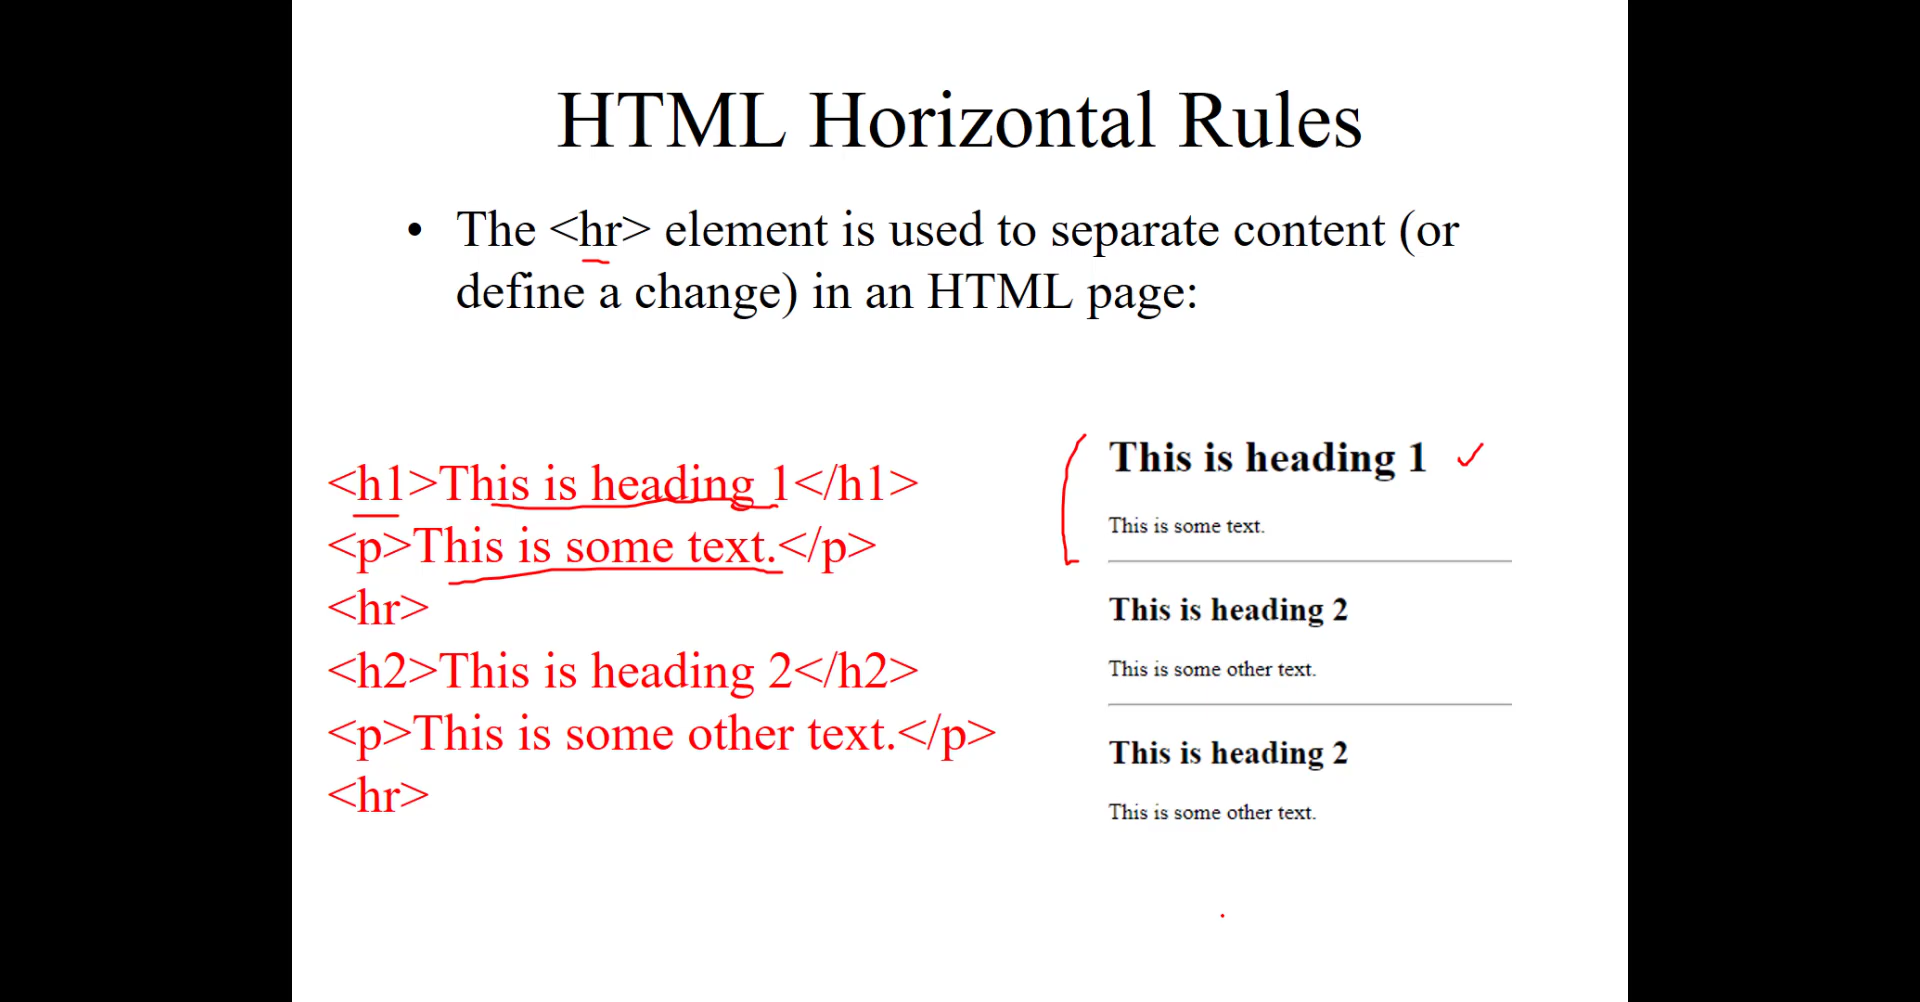 HTML Horizontal Rules
• The <hr> element is used to separate content (or
define a change) in an HTML page:
<h1>This is heading 1</h1>
<p>This is some text.</p>
<hr>
<h2>This is heading 2</h2>
<p>This is some other text.</p>
<hr>
This is heading 1
This is some text.
This is heading 2
This is some other text.
This is heading 2
This is some other text.